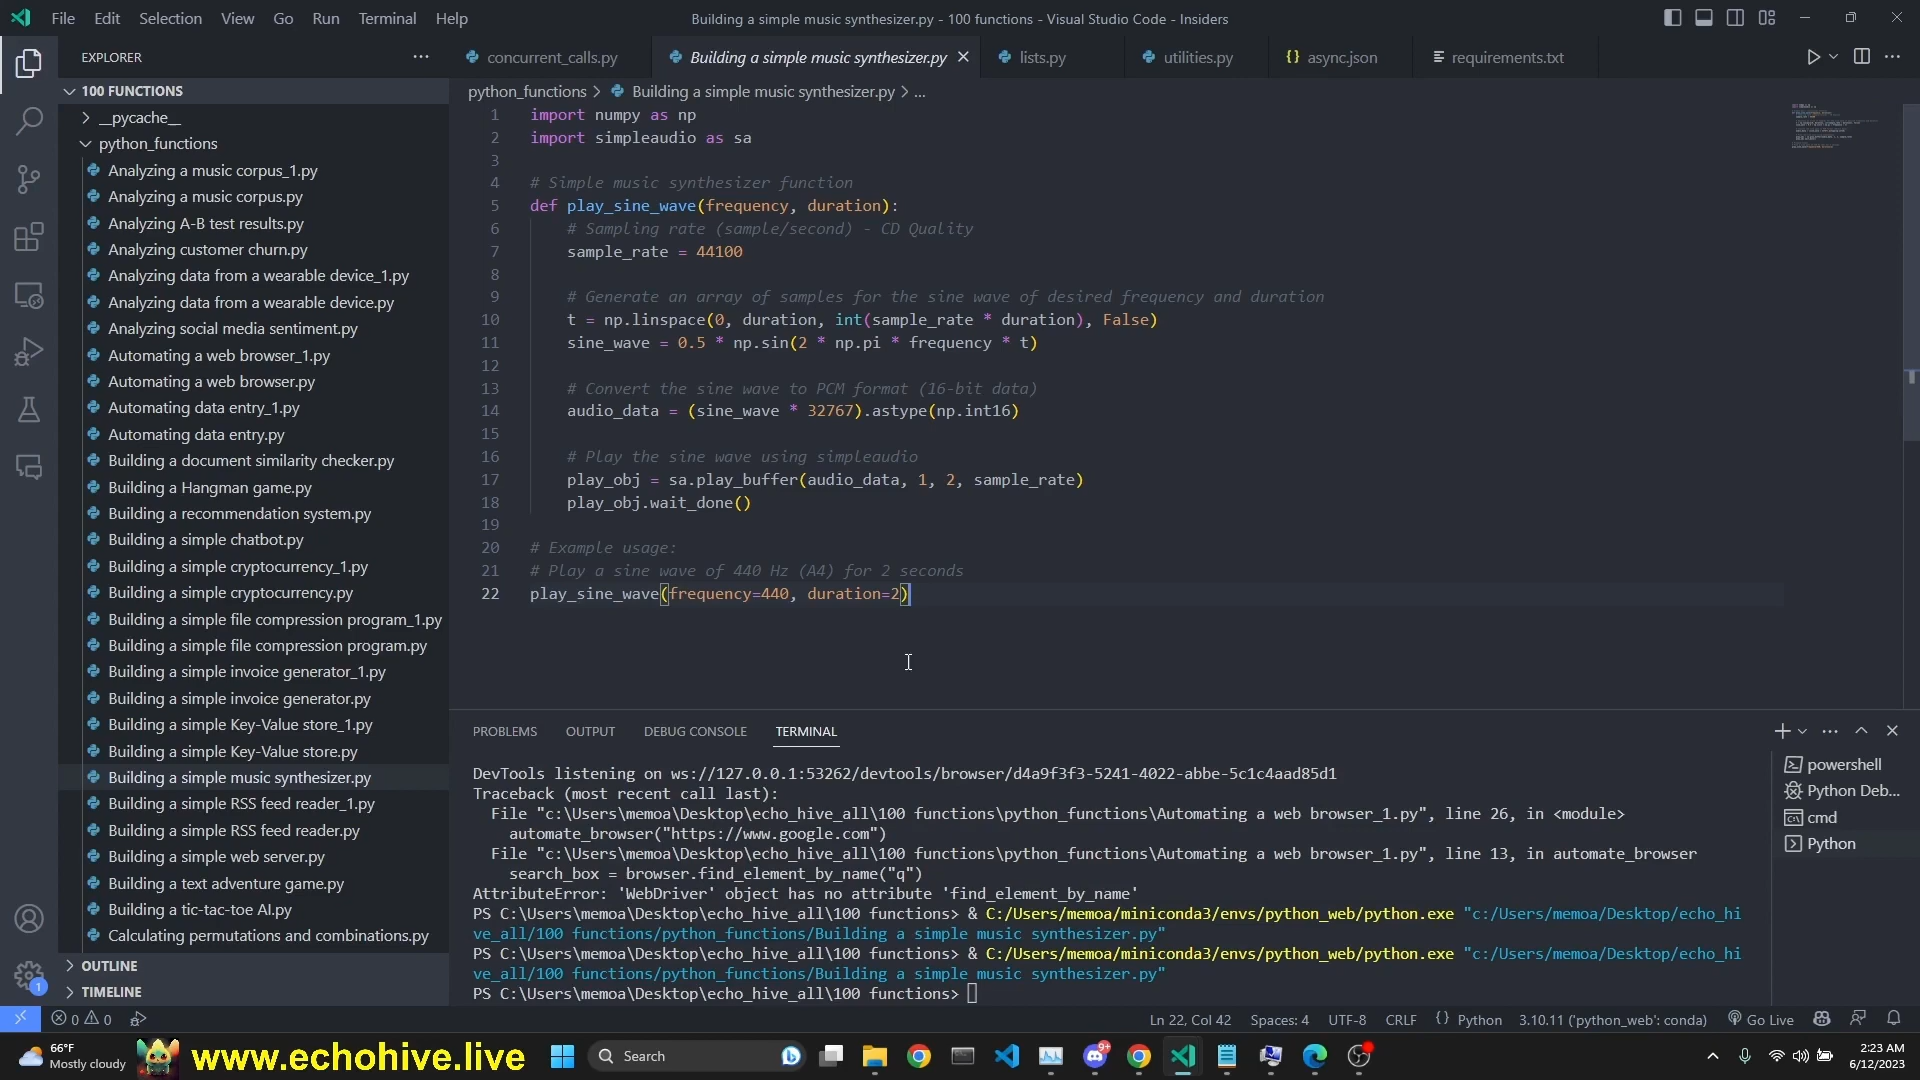 File Edit Selection View Go Run Terminal Help
Building a simple music synthesizer.py - 100 functions - Visual Studio Code - Insiders
EXPLORER
concurrent_calls.py
Building a simple music synthesizer.py
lists.py
utilities.py
{} async.json
requirements.txt
100 FUNCTIONS
__pycache__
python_functions
Analyzing a music corpus_1.py
Analyzing a music corpus.py
Analyzing A-B test results.py
Analyzing customer churn.py
Analyzing data from a wearable device_1.py
Analyzing data from a wearable device.py
Analyzing social media sentiment.py
Automating a web browser_1.py
Automating a web browser.py
Automating data entry_1.py
Automating data entry.py
Building a document similarity checker.py
Building a Hangman game.py
Building a recommendation system.py
Building a simple chatbot.py
Building a simple cryptocurrency_1.py
Building a simple cryptocurrency.py
Building a simple file compression program_1.py
Building a simple file compression program.py
Building a simple invoice generator_1.py
Building a simple invoice generator.py
Building a simple Key-Value store_1.py
Building a simple Key-Value store.py
Building a simple music synthesizer.py
Building a simple RSS feed reader_1.py
Building a simple RSS feed reader.py
Building a simple web server.py
Building a text adventure game.py
Building a tic-tac-toe AI.py
Calculating permutations and combinations.py
OUTLINE
TIMELINE
1
python_functions > Building a simple music synthesizer.py > ...
1 import numpy as np
2 import simpleaudio as sa
3
4 # Simple music synthesizer function
5 def play_sine_wave(frequency, duration):
6 # Sampling rate (sample/second) - CD Quality
7 sample_rate = 44100
8
9 # Generate an array of samples for the sine wave of desired frequency and duration
10 t = np.linspace(0, duration, int(sample_rate * duration), False)
11 sine_wave = 0.5 * np.sin(2 * np.pi * frequency * t)
12
13 # Convert the sine wave to PCM format (16-bit data)
14 audio_data = (sine_wave * 32767).astype(np.int16)
15
16 # Play the sine wave using simpleaudio
17 play_obj = sa.play_buffer(audio_data, 1, 2, sample_rate)
18 play_obj.wait_done()
19
20 # Example usage:
21 # Play a sine wave of 440 Hz (A4) for 2 seconds
22 play_sine_wave(frequency=440, duration=2)
PROBLEMS OUTPUT DEBUG CONSOLE TERMINAL
DevTools listening on ws://127.0.0.1:53262/devtools/browser/d4a9f3f3-5241-4022-abbe-5c1c4aad85d1
Traceback (most recent call last):
File "c:\Users\memoa\Desktop\echo_hive_all\100 functions\python_functions\Automating a web browser_1.py", line 26, in <module>
automate_browser("https://www.google.com")
File "c:\Users\memoa\Desktop\echo_hive_all\100 functions\python_functions\Automating a web browser_1.py", line 13, in automate_browser
search_box = browser.find_element_by_name("q")
AttributeError: 'WebDriver' object has no attribute 'find_element_by_name'
PS C:\Users\memoa\Desktop\echo_hive_all\100 functions> & C:/Users/memoa/miniconda3/envs/python_web/python.exe "c:/Users/memoa/Desktop/echo_hi
ve_all/100 functions/python_functions/Building a simple music synthesizer.py"
PS C:\Users\memoa\Desktop\echo_hive_all\100 functions> & C:/Users/memoa/miniconda3/envs/python_web/python.exe "c:/Users/memoa/Desktop/echo_hi
ve_all/100 functions/python_functions/Building a simple music synthesizer.py"
PS C:\Users\memoa\Desktop\echo_hive_all\100 functions>
powershell
Python Deb...
cmd
Python
0 0
Ln 22, Col 42 Spaces: 4 UTF-8 CRLF {} Python 3.10.11 ('python_web': conda) Go Live
66°F
Mostly cloudy
www.echohive.live
Search
9+
2:23 AM
6/12/2023